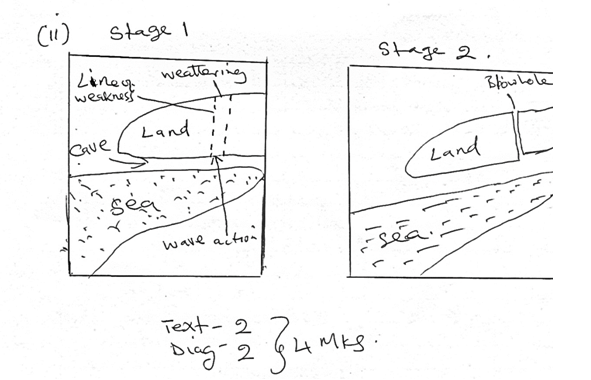 (ii) Stage 1
Line of weakness
weathering
Land
Cave
sea
wave action
Stage 2.
Blowhole
Land
sea.
Text - 2
Diag - 2
} 4 Mks.